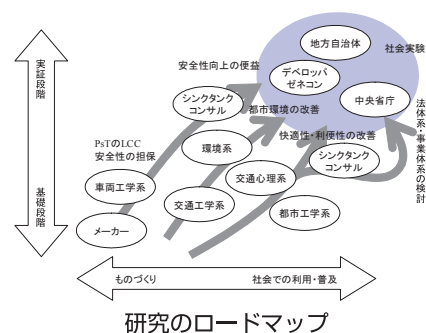 地方自治体
社会実験
実証段階
安全性向上の便益
デベロッパ
ゼネコン
中央省庁
シンクタンク
コンサル
都市環境の改善
法体系・事業体系の検討
PsTのLCC
安全性の担保
環境系
快適性・利便性の改善
シンクタンク
コンサル
車両工学系
交通心理系
基礎段階
交通工学系
都市工学系
メーカー
ものづくり
社会での利用・普及
研究のロードマップ